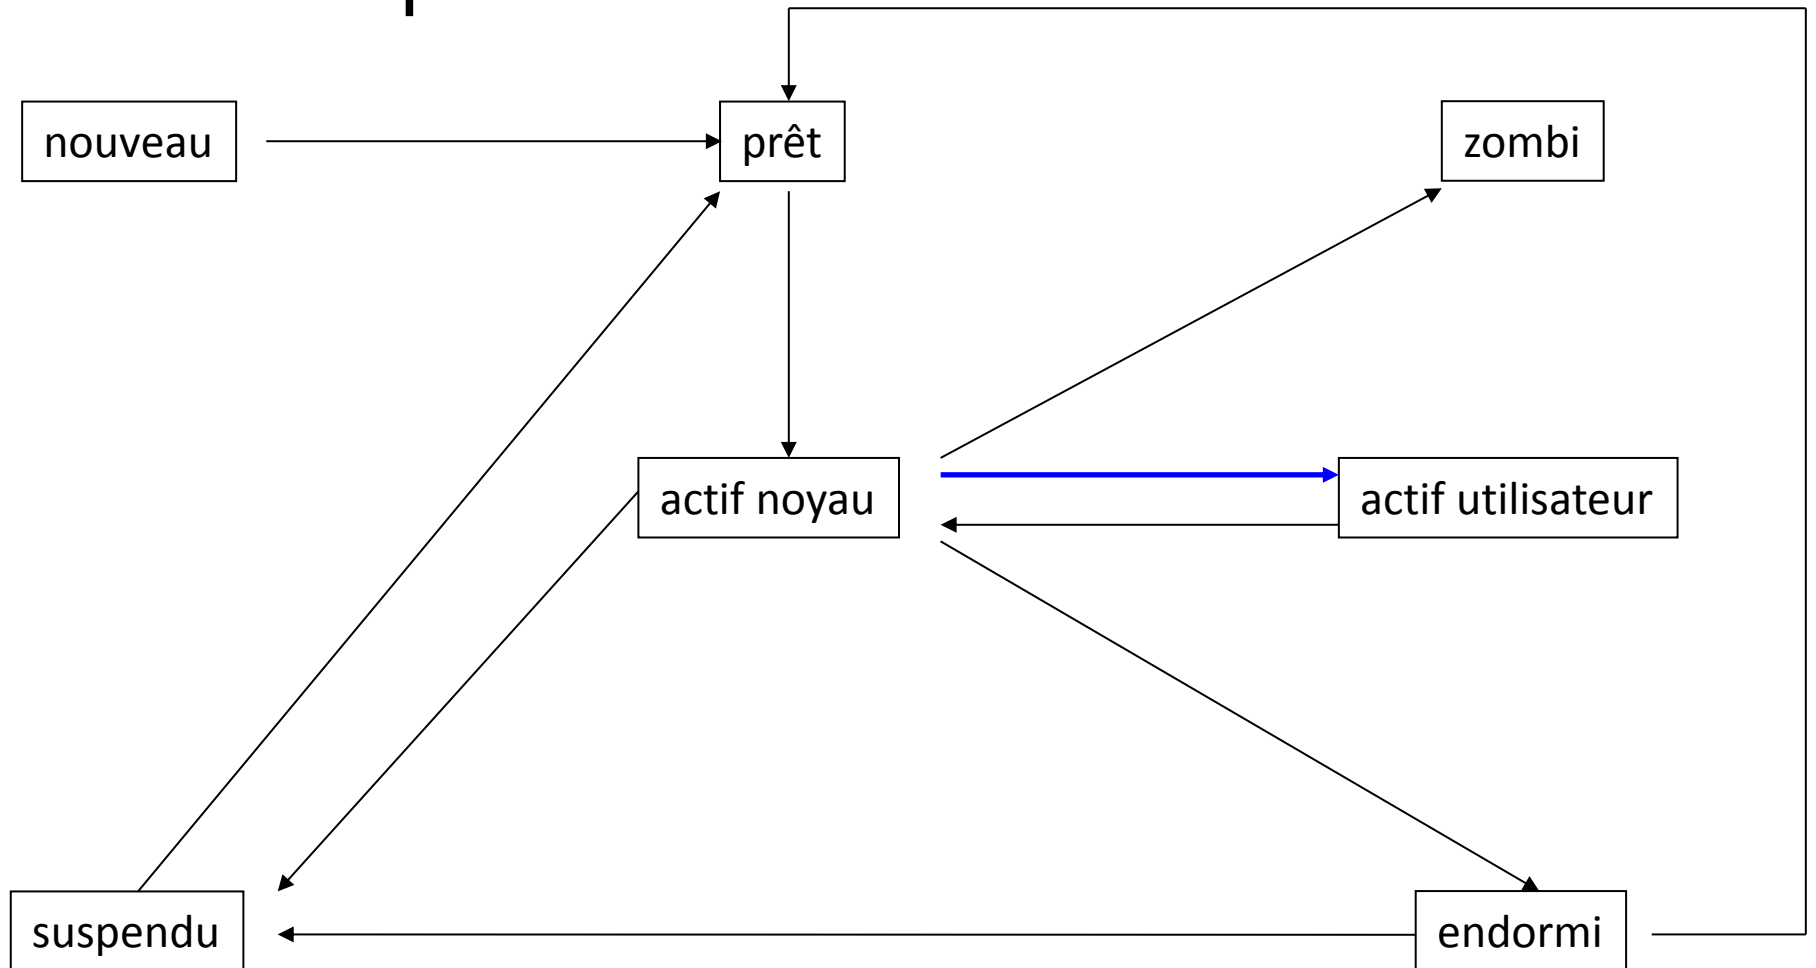 nouveau
prêt
zombi
actif noyau
actif utilisateur
suspendu
endormi